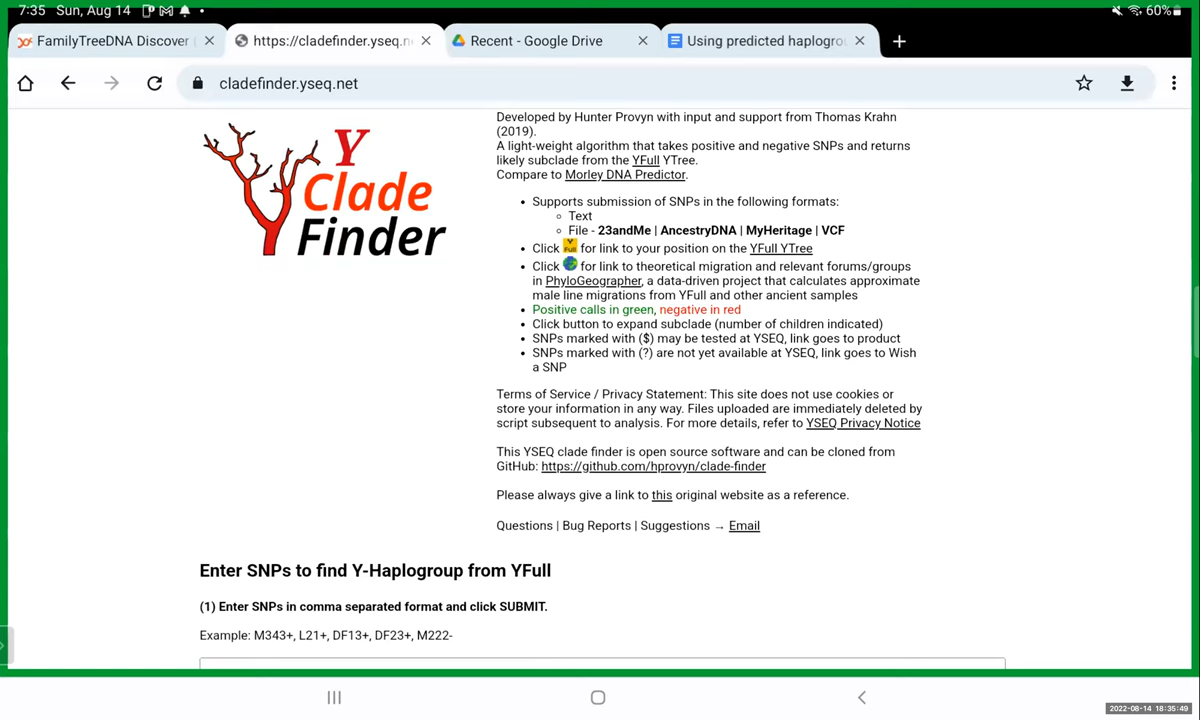 7:35 Sun, Aug 14
60%
FamilyTreeDNA Discover
https://cladefinder.yseq.n
Recent - Google Drive
Using predicted haplogro
cladefinder.yseq.net
Y
Clade
Finder
Developed by Hunter Provyn with input and support from Thomas Krahn
(2019).
A light-weight algorithm that takes positive and negative SNPs and returns
likely subclade from the YFull YTree.
Compare to Morley DNA Predictor.
• Supports submission of SNPs in the following formats:
◦ Text
◦ File - 23andMe | AncestryDNA | MyHeritage | VCF
• Click for link to your position on the YFull YTree
• Click for link to theoretical migration and relevant forums/groups
in PhyloGeographer, a data-driven project that calculates approximate
male line migrations from YFull and other ancient samples
• Positive calls in green, negative in red
• Click button to expand subclade (number of children indicated)
• SNPs marked with ($) may be tested at YSEQ, link goes to product
• SNPs marked with (?) are not yet available at YSEQ, link goes to Wish
a SNP
Terms of Service / Privacy Statement: This site does not use cookies or
store your information in any way. Files uploaded are immediately deleted by
script subsequent to analysis. For more details, refer to YSEQ Privacy Notice
This YSEQ clade finder is open source software and can be cloned from
GitHub: https://github.com/hprovyn/clade-finder
Please always give a link to this original website as a reference.
Questions | Bug Reports | Suggestions → Email
Enter SNPs to find Y-Haplogroup from YFull
(1) Enter SNPs in comma separated format and click SUBMIT.
Example: M343+, L21+, DF13+, DF23+, M222-
2022-08-14 18:35:49